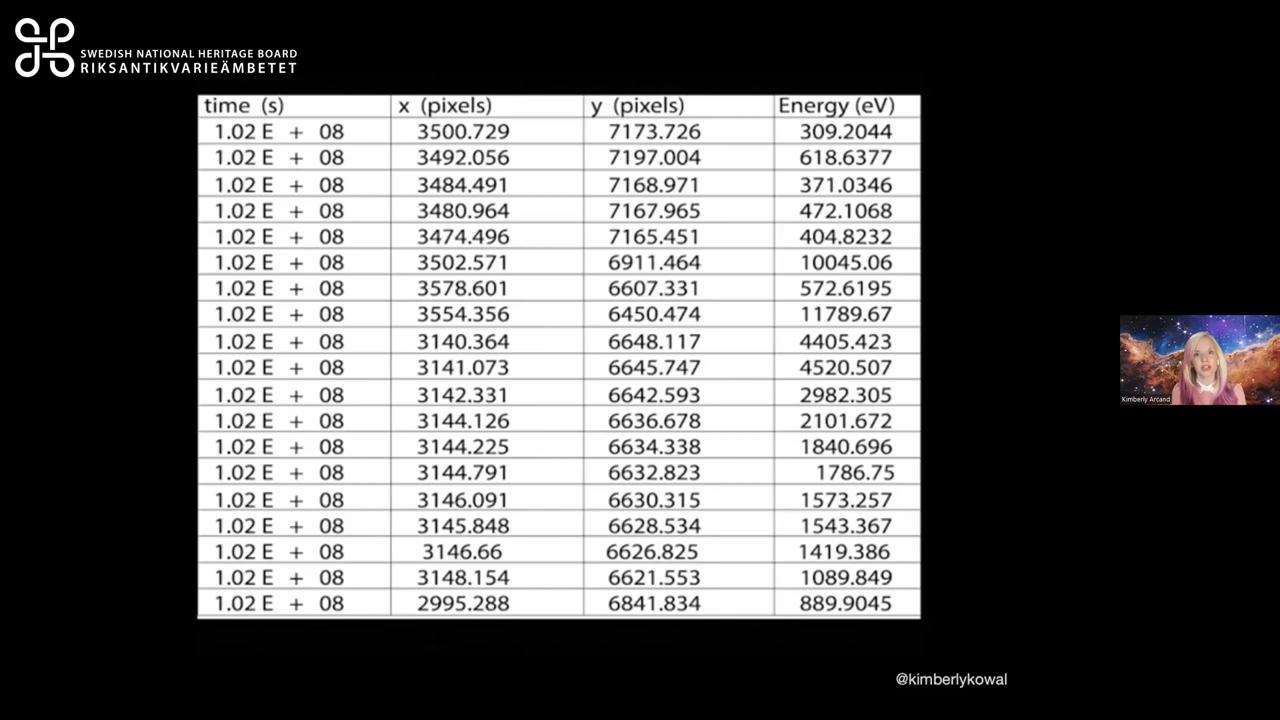 SWEDISH NATIONAL HERITAGE BOARD
RIKSANTIKVARIEÄMBETET
time (s) x (pixels) y (pixels) Energy (eV)
1.02 E + 08 3500.729 7173.726 309.2044
1.02 E + 08 3492.056 7197.004 618.6377
1.02 E + 08 3484.491 7168.971 371.0346
1.02 E + 08 3480.964 7167.965 472.1068
1.02 E + 08 3474.496 7165.451 404.8232
1.02 E + 08 3502.571 6911.464 10045.06
1.02 E + 08 3578.601 6607.331 572.6195
1.02 E + 08 3554.356 6450.474 11789.67
1.02 E + 08 3140.364 6648.117 4405.423
1.02 E + 08 3141.073 6645.747 4520.507
1.02 E + 08 3142.331 6642.593 2982.305
1.02 E + 08 3144.126 6636.678 2101.672
1.02 E + 08 3144.225 6634.338 1840.696
1.02 E + 08 3144.791 6632.823 1786.75
1.02 E + 08 3146.091 6630.315 1573.257
1.02 E + 08 3145.848 6628.534 1543.367
1.02 E + 08 3146.66 6626.825 1419.386
1.02 E + 08 3148.154 6621.553 1089.849
1.02 E + 08 2995.288 6841.834 889.9045
Kimberly Arcand
@kimberlykowal